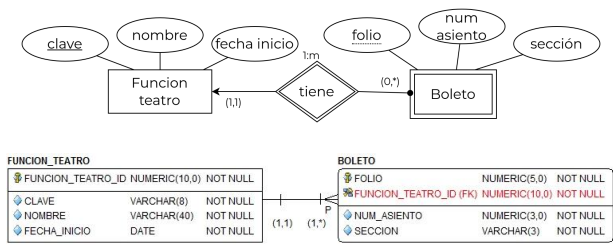 clave
nombre
fecha inicio
Funcion
teatro
(1,1)
1:m
tiene
(0,*)
folio
num
asiento
sección
Boleto
FUNCION_TEATRO
FUNCION_TEATRO_ID NUMERIC(10,0) NOT NULL
CLAVE VARCHAR(8) NOT NULL
NOMBRE VARCHAR(40) NOT NULL
FECHA_INICIO DATE NOT NULL
(1,1)
(1,*)
P
BOLETO
FOLIO NUMERIC(5,0) NOT NULL
FUNCION_TEATRO_ID (FK) NUMERIC(10,0) NOT NULL
NUM_ASIENTO NUMERIC(3,0) NOT NULL
SECCION VARCHAR(3) NOT NULL